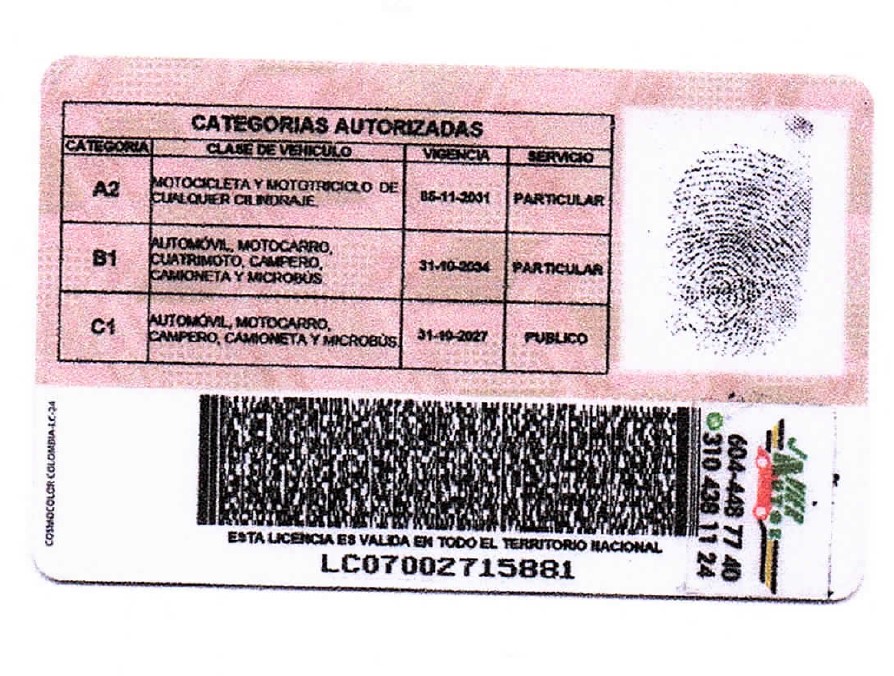 CATEGORIAS AUTORIZADAS
CATEGORIA CLASE DE VEHICULO VIGENCIA SERVICIO
A2 MOTOCICLETA Y MOTOTRICICLO DE CUALQUIER CILINDRAJE. 05-11-2031 PARTICULAR
B1 AUTOMÓVIL, MOTOCARRO, CUATRIMOTO, CAMPERO, CAMIONETA Y MICROBÚS 31-10-2034 PARTICULAR
C1 AUTOMÓVIL, MOTOCARRO, CAMPERO, CAMIONETA Y MICROBÚS 31-10-2027 PUBLICO
COSMOCOLOR COLOMBIA-LC-24
ESTA LICENCIA ES VALIDA EN TODO EL TERRITORIO NACIONAL
LC07002715881
604-448 77 40
310 438 11 24